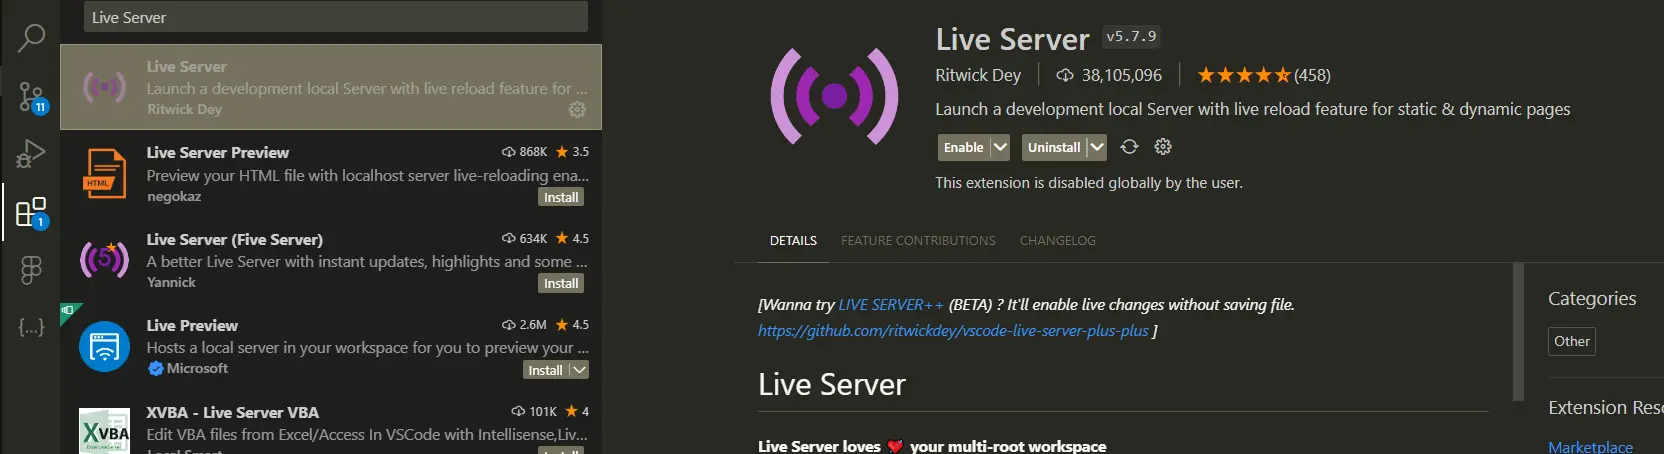 Live Server
Live Server
Launch a development local Server with live reload feature for ...
Ritwick Dey
11
Live Server Preview 868K 3.5
Preview your HTML file with localhost server live-reloading ena...
negokaz Install
HTML
1
Live Server (Five Server) 634K 4.5
A better Live Server with instant updates, highlights and some ...
Yannick Install
5
Live Preview 2.6M 4.5
Hosts a local server in your workspace for you to preview your ...
Microsoft Install
{...}
XVBA - Live Server VBA 101K 4
Edit VBA files from Excel/Access In VSCode with Intellisense,Liv...
Local Smart Install
XVBA
Live Server v5.7.9
Ritwick Dey 38,105,096 (458)
Launch a development local Server with live reload feature for static & dynamic pages
Enable Uninstall
This extension is disabled globally by the user.
DETAILS FEATURE CONTRIBUTIONS CHANGELOG
[Wanna try LIVE SERVER++ (BETA) ? It'll enable live changes without saving file.
https://github.com/ritwickdey/vscode-live-server-plus-plus ]
Live Server
Live Server loves your multi-root workspace
Categories
Other
Extension Reso
Marketplace